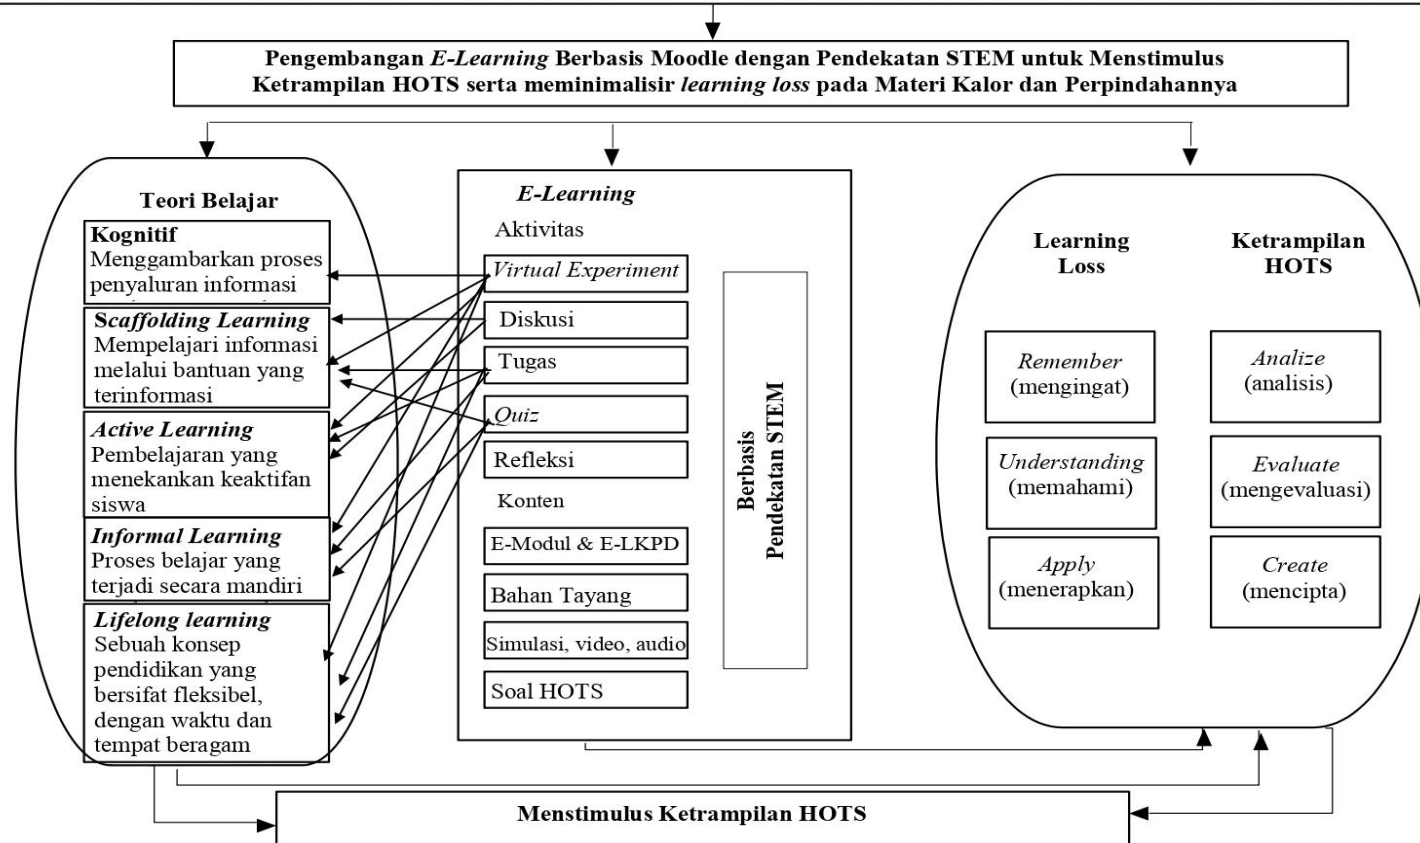 Pengembangan E-Learning Berbasis Moodle dengan Pendekatan STEM untuk Menstimulus
Ketrampilan HOTS serta meminimalisir learning loss pada Materi Kalor dan Perpindahannya
Teori Belajar
Kognitif
Menggambarkan proses
penyaluran informasi
Scaffolding Learning
Mempelajari informasi
melalui bantuan yang
terinformasi
Active Learning
Pembelajaran yang
menekankan keaktifan
siswa
Informal Learning
Proses belajar yang
terjadi secara mandiri
Lifelong learning
Sebuah konsep
pendidikan yang
bersifat fleksibel,
dengan waktu dan
tempat beragam
E-Learning
Aktivitas
Virtual Experiment
Diskusi
Tugas
Quiz
Refleksi
Konten
E-Modul & E-LKPD
Bahan Tayang
Simulasi, video, audio
Soal HOTS
Berbasis
Pendekatan STEM
Learning
Loss
Remember
(mengingat)
Understanding
(memahami)
Apply
(menerapkan)
Ketrampilan
HOTS
Analize
(analisis)
Evaluate
(mengevaluasi)
Create
(mencipta)
Menstimulus Ketrampilan HOTS